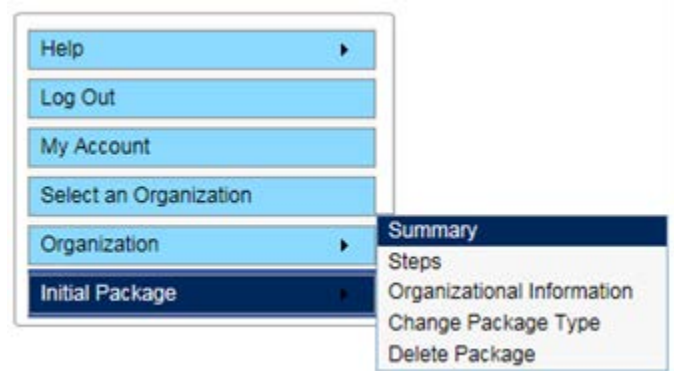 Help
Log Out
My Account
Select an Organization
Organization
Initial Package
Summary
Steps
Organizational Information
Change Package Type
Delete Package